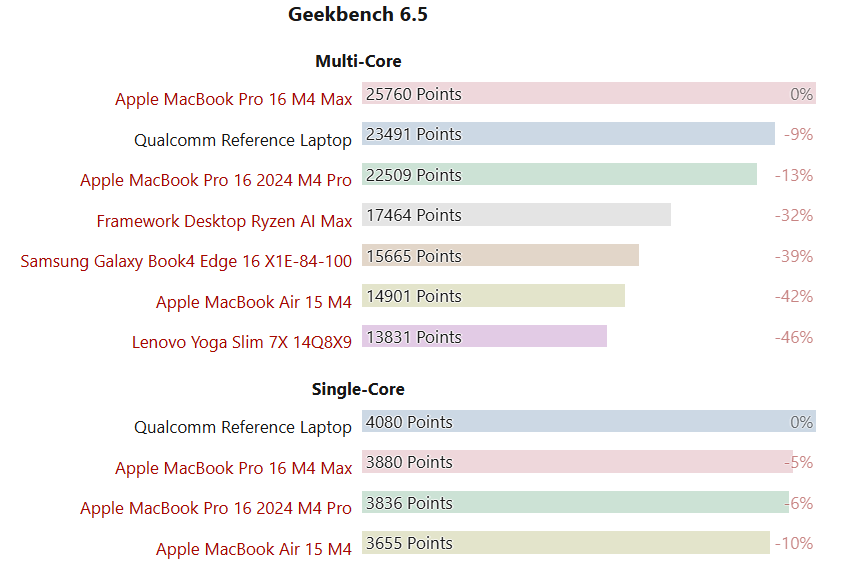 Geekbench 6.5
Multi-Core
Apple MacBook Pro 16 M4 Max 25760 Points 0%
Qualcomm Reference Laptop 23491 Points -9%
Apple MacBook Pro 16 2024 M4 Pro 22509 Points -13%
Framework Desktop Ryzen AI Max 17464 Points -32%
Samsung Galaxy Book4 Edge 16 X1E-84-100 15665 Points -39%
Apple MacBook Air 15 M4 14901 Points -42%
Lenovo Yoga Slim 7X 14Q8X9 13831 Points -46%
Single-Core
Qualcomm Reference Laptop 4080 Points 0%
Apple MacBook Pro 16 M4 Max 3880 Points -5%
Apple MacBook Pro 16 2024 M4 Pro 3836 Points -6%
Apple MacBook Air 15 M4 3655 Points -10%